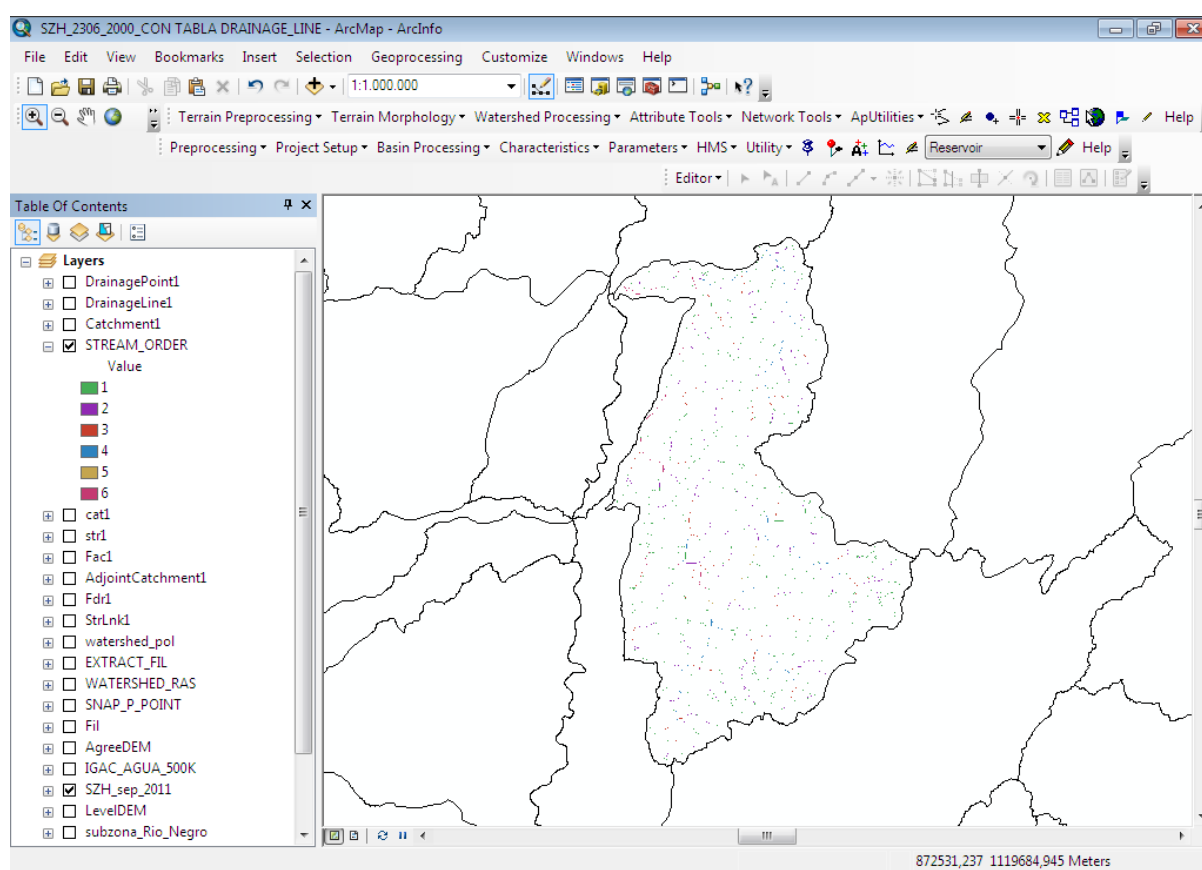 SZH_2306_2000_CON TABLA DRAINAGE_LINE - ArcMap - ArcInfo
File Edit View Bookmarks Insert Selection Geoprocessing Customize Windows Help
1:1.000.000
Terrain Preprocessing Terrain Morphology Watershed Processing Attribute Tools Network Tools ApUtilities Help
Preprocessing Project Setup Basin Processing Characteristics Parameters HMS Utility Reservoir Help
Editor
Table Of Contents
Layers
DrainagePoint1
DrainageLine1
Catchment1
STREAM_ORDER
Value
1
2
3
4
5
6
cat1
str1
Fac1
AdjointCatchment1
Fdr1
StrLnk1
watershed_pol
EXTRACT_FIL
WATERSHED_RAS
SNAP_P_POINT
Fil
AgreeDEM
IGAC_AGUA_500K
SZH_sep_2011
LevelDEM
subzona_Rio_Negro
872531,237 1119684,945 Meters